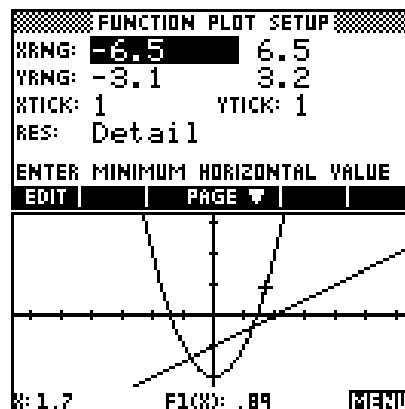 FUNCTION PLOT SETUP
XRNG: -6.5 6.5
YRNG: -3.1 3.2
XTICK: 1 YTICK: 1
RES: Detail
ENTER MINIMUM HORIZONTAL VALUE
EDIT PAGE ▼
X: 1.7 F1(X): .89 MENU